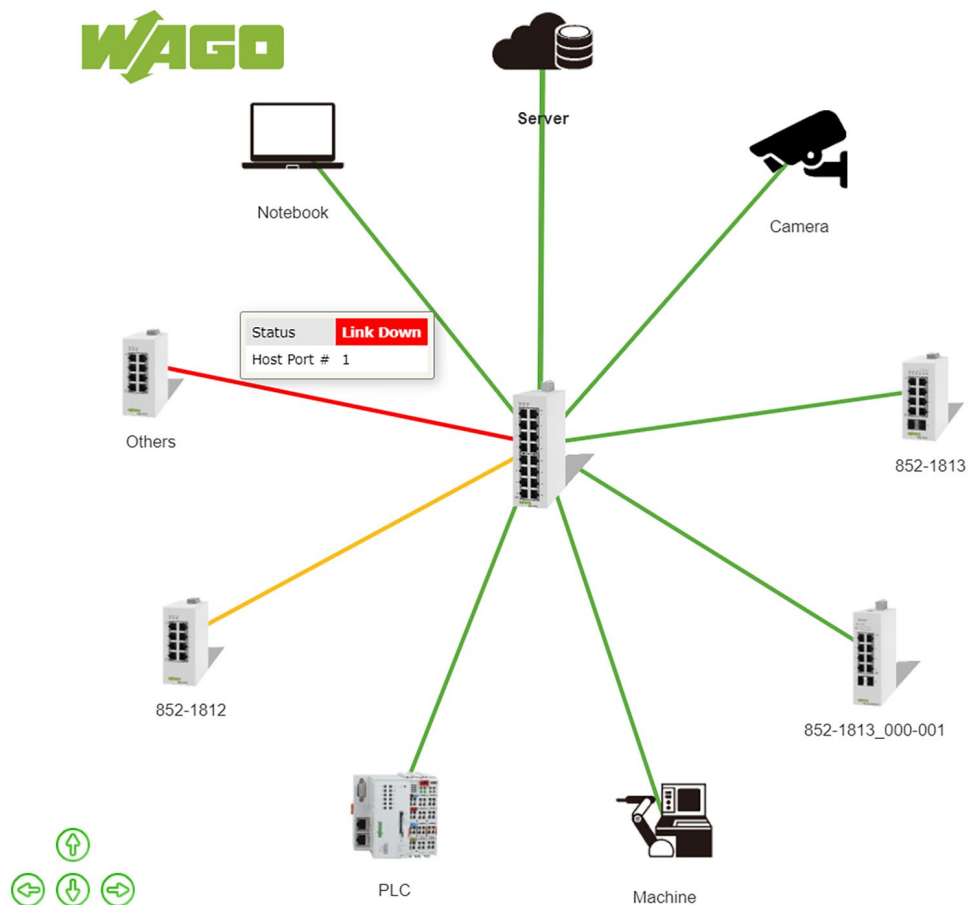 WAGO
Server
Notebook
Camera
Status Link Down
Host Port # 1
Others
852-1813
852-1812
852-1813_000-001
PLC
Machine